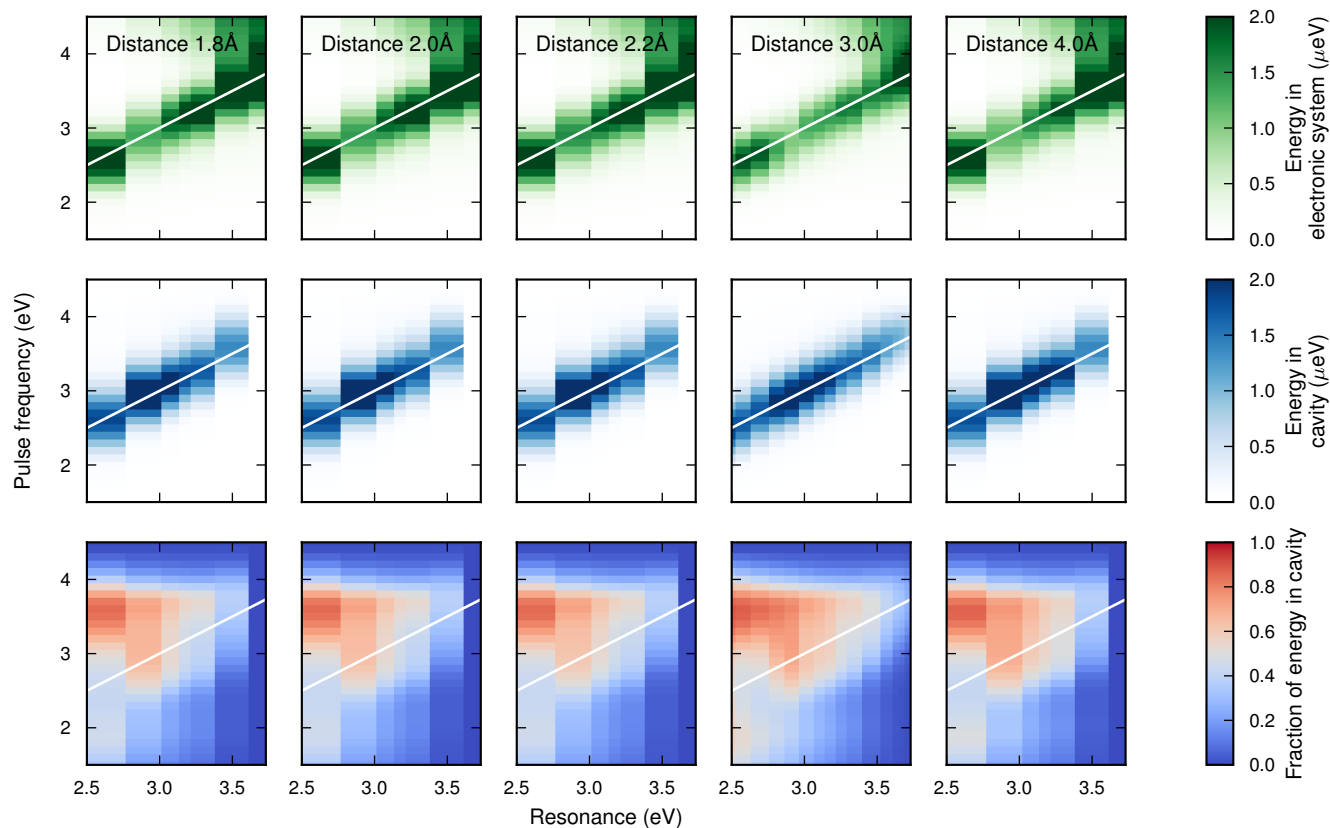 Distance 1.8Å Distance 2.0Å Distance 2.2Å Distance 3.0Å Distance 4.0Å
4
3
2
2.0
1.5
1.0
0.5
0.0
Energy in
electronic system (μeV)
Pulse frequency (eV)
4
3
2
2.0
1.5
1.0
0.5
0.0
Energy in
cavity (μeV)
4
3
2
1.0
0.8
0.6
0.4
0.2
0.0
Fraction of energy in cavity
2.5 3.0 3.5 2.5 3.0 3.5 2.5 3.0 3.5 2.5 3.0 3.5 2.5 3.0 3.5
Resonance (eV)